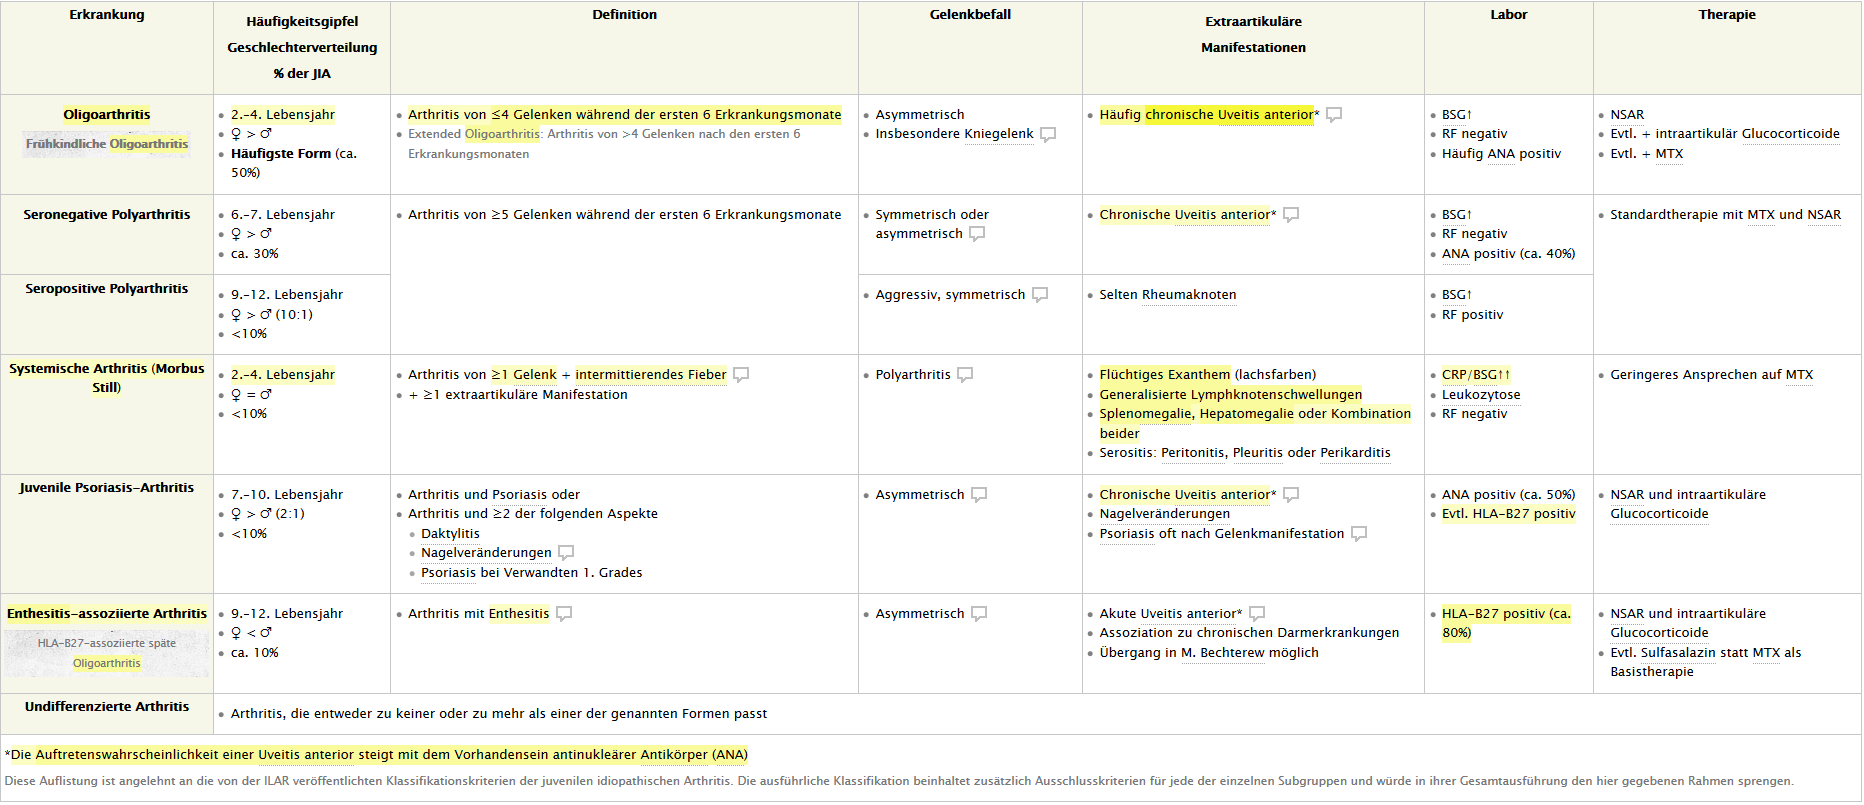 Erkrankung
Häufigkeitsgipfel
Geschlechterverteilung
% der JIA
Definition
Gelenkbefall
Extraartikuläre
Manifestationen
Labor
Therapie
Oligoarthritis
Frühkindliche Oligoarthritis
2.–4. Lebensjahr
♀ > ♂
Häufigste Form (ca.
50%)
Arthritis von ≤4 Gelenken während der ersten 6 Erkrankungsmonate
Extended Oligoarthritis: Arthritis von >4 Gelenken nach den ersten 6
Erkrankungsmonaten
Asymmetrisch
Insbesondere Kniegelenk
Häufig chronische Uveitis anterior*
BSG↑
RF negativ
Häufig ANA positiv
NSAR
Evtl. + intraartikulär Glucocorticoide
Evtl. + MTX
Seronegative Polyarthritis
6.–7. Lebensjahr
♀ > ♂
ca. 30%
Arthritis von ≥5 Gelenken während der ersten 6 Erkrankungsmonate
Symmetrisch oder
asymmetrisch
Chronische Uveitis anterior*
BSG↑
RF negativ
ANA positiv (ca. 40%)
Standardtherapie mit MTX und NSAR
Seropositive Polyarthritis
9.–12. Lebensjahr
♀ > ♂ (10:1)
<10%
Aggressiv, symmetrisch
Selten Rheumaknoten
BSG↑
RF positiv
Systemische Arthritis (Morbus
Still)
2.–4. Lebensjahr
♀ = ♂
<10%
Arthritis von ≥1 Gelenk + intermittierendes Fieber
+ ≥1 extraartikuläre Manifestation
Polyarthritis
Flüchtiges Exanthem (lachsfarben)
Generalisierte Lymphknotenschwellungen
Splenomegalie, Hepatomegalie oder Kombination
beider
Serositis: Peritonitis, Pleuritis oder Perikarditis
CRP/BSG↑↑
Leukozytose
RF negativ
Geringeres Ansprechen auf MTX
Juvenile Psoriasis-Arthritis
7.–10. Lebensjahr
♀ > ♂ (2:1)
<10%
Arthritis und Psoriasis oder
Arthritis und ≥2 der folgenden Aspekte
Daktylitis
Nagelveränderungen
Psoriasis bei Verwandten 1. Grades
Asymmetrisch
Chronische Uveitis anterior*
Nagelveränderungen
Psoriasis oft nach Gelenkmanifestation
ANA positiv (ca. 50%)
Evtl. HLA-B27 positiv
NSAR und intraartikuläre
Glucocorticoide
Enthesitis-assoziierte Arthritis
HLA-B27-assoziierte späte
Oligoarthritis
9.–12. Lebensjahr
♀ < ♂
ca. 10%
Arthritis mit Enthesitis
Asymmetrisch
Akute Uveitis anterior*
Assoziation zu chronischen Darmerkrankungen
Übergang in M. Bechterew möglich
HLA-B27 positiv (ca.
80%)
NSAR und intraartikuläre
Glucocorticoide
Evtl. Sulfasalazin statt MTX als
Basistherapie
Undifferenzierte Arthritis
Arthritis, die entweder zu keiner oder zu mehr als einer der genannten Formen passt
*Die Auftretenswahrscheinlichkeit einer Uveitis anterior steigt mit dem Vorhandensein antinukleärer Antikörper (ANA)
Diese Auflistung ist angelehnt an die von der ILAR veröffentlichten Klassifikationskriterien der juvenilen idiopathischen Arthritis. Die ausführliche Klassifikation beinhaltet zusätzlich Ausschlusskriterien für jede der einzelnen Subgruppen und würde in ihrer Gesamtausführung den hier gegebenen Rahmen sprengen.